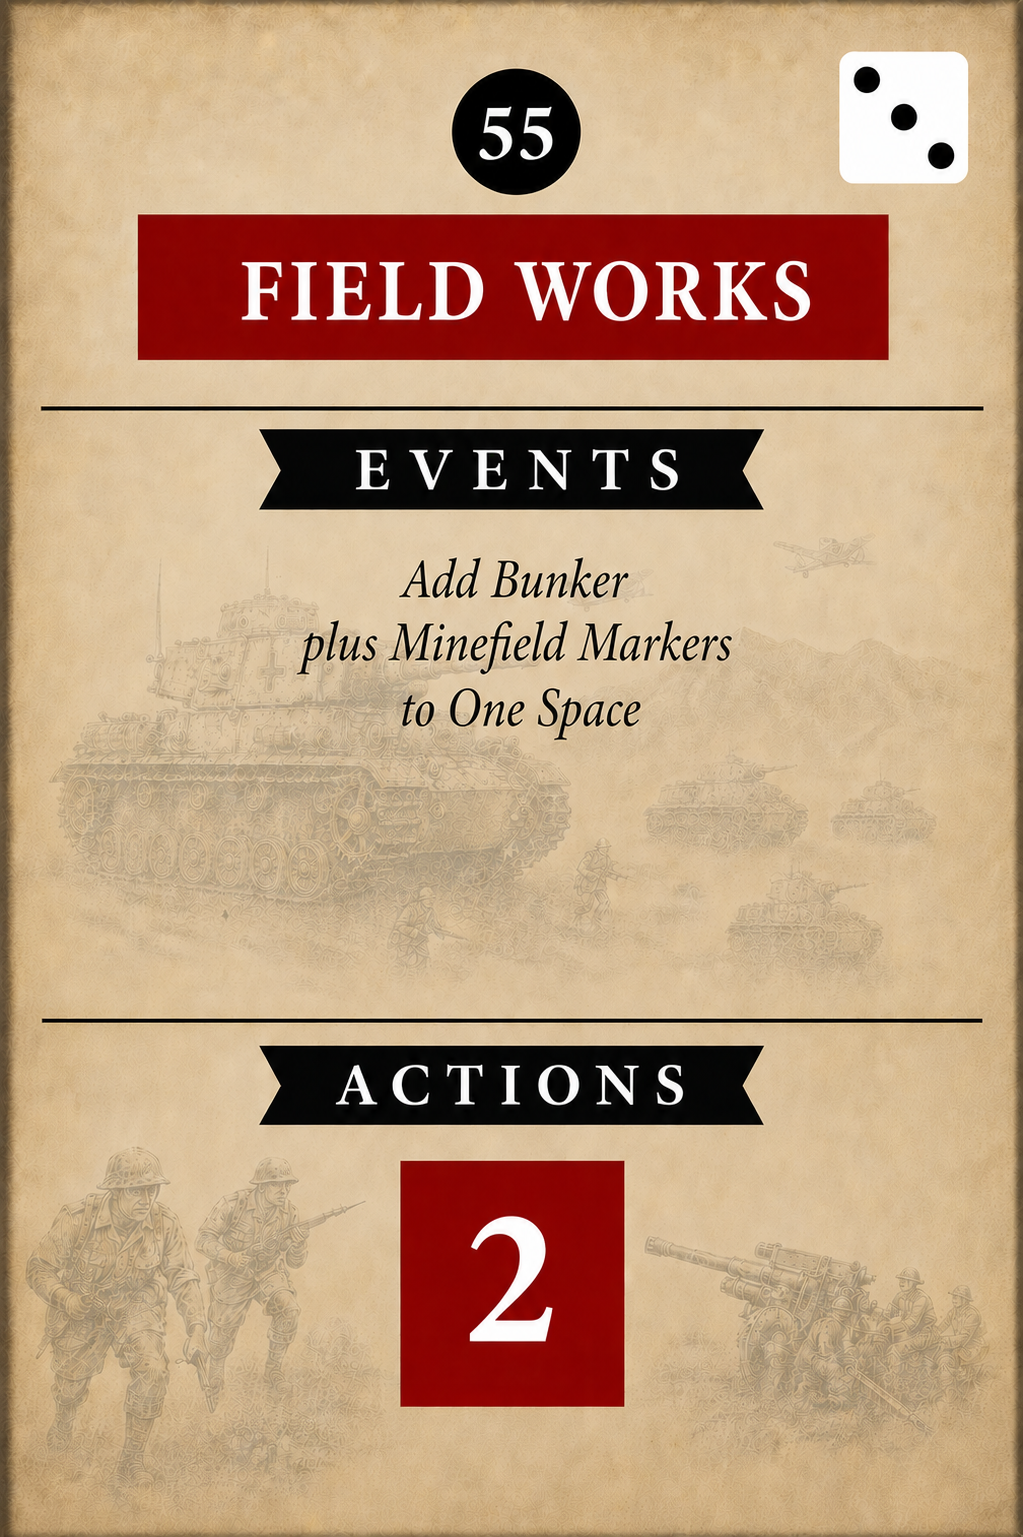 55
FIELD WORKS
EVENTS
Add Bunker
plus Minefield Markers
to One Space
ACTIONS
2